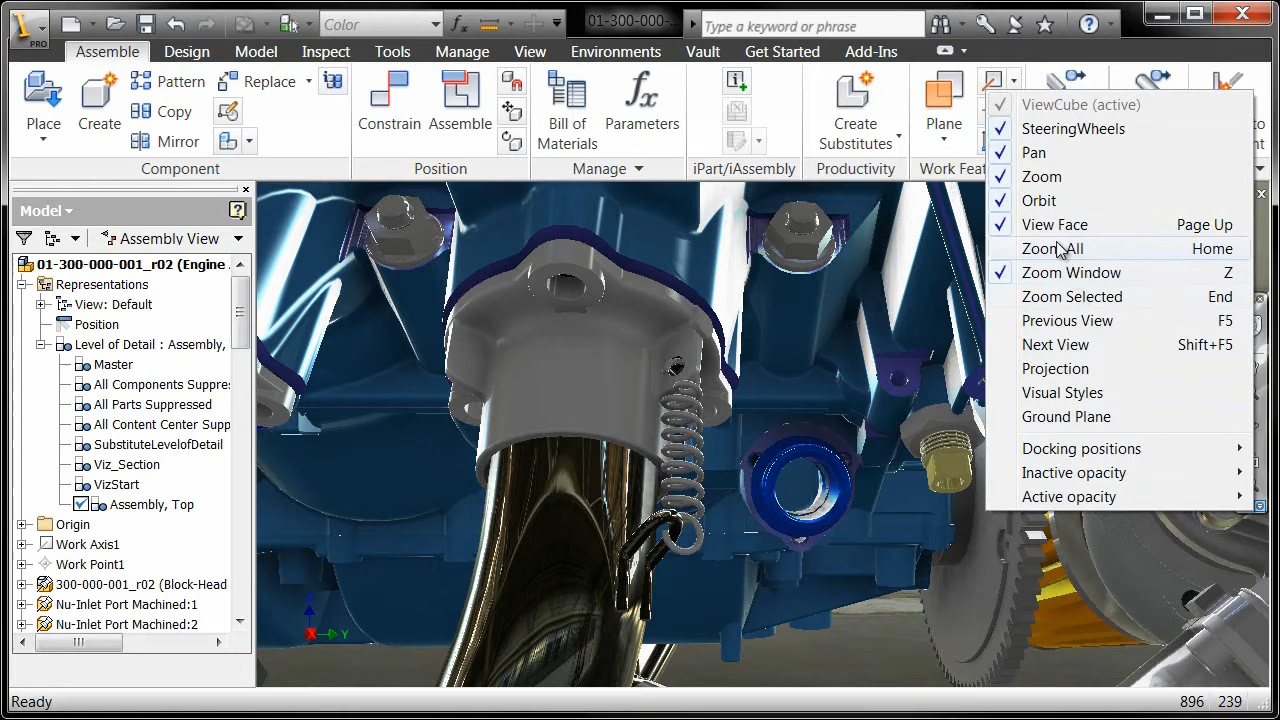 PRO
Color
01-300-000-...
Type a keyword or phrase
Assemble Design Model Inspect Tools Manage View Environments Vault Get Started Add-Ins
Place
Create
Pattern
Copy
Mirror
Replace
Component
Constrain
Assemble
Position
Bill of
Materials
fx
Parameters
Manage
iPart/iAssembly
Create
Substitutes
Productivity
Plane
Work Fea
Model
Assembly View
01-300-000-001_r02 (Engine
Representations
View: Default
Position
Level of Detail : Assembly,
Master
All Components Suppre
All Parts Suppressed
All Content Center Supp
SubstituteLevelofDetail
Viz_Section
VizStart
Assembly, Top
Origin
Work Axis1
Work Point1
300-000-001_r02 (Block-Head
Nu-Inlet Port Machined:1
Nu-Inlet Port Machined:2
ViewCube (active)
SteeringWheels
Pan
Zoom
Orbit
View Face Page Up
Zoom All Home
Zoom Window Z
Zoom Selected End
Previous View F5
Next View Shift+F5
Projection
Visual Styles
Ground Plane
Docking positions
Inactive opacity
Active opacity
Z
X Y
Ready 896 239